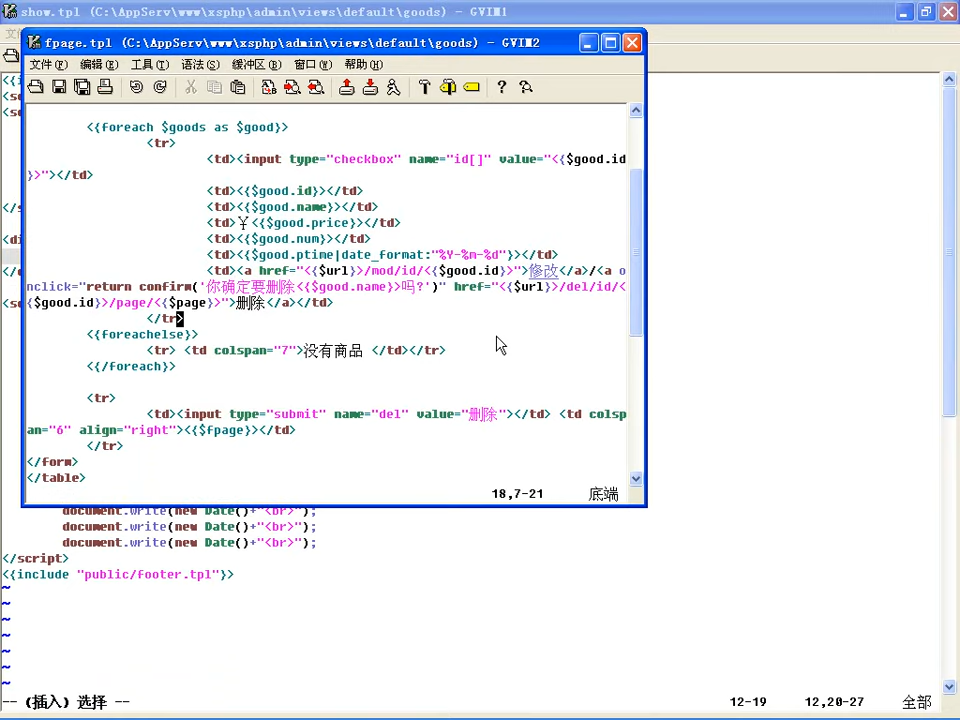 show.tpl (C:\AppServ\www\xsphp\admin\views\default\goods) - GVIM1
fpage.tpl (C:\AppServ\www\xsphp\admin\views\default\goods) - GVIM2
文件(F) 编辑(E) 工具(T) 语法(S) 缓冲区(B) 窗口(W) 帮助(H)
<{foreach $goods as $good}>
<tr>
<td><input type="checkbox" name="id[]" value="<{$good.id
}>"></td>
<td><{$good.id}></td>
<td><{$good.name}></td>
<td>￥<{$good.price}></td>
<td><{$good.num}></td>
<td><{$good.ptime|date_format:"%Y-%m-%d"}></td>
<td><a href="<{$url}>/mod/id/<{$good.id}>">修改</a>/<a o
nclick="return confirm('你确定要删除<{$good.name}>吗?')" href="<{$url}>/del/id/<
{$good.id}>/page/<{$page}>">删除</a></td>
</tr>
<{foreachelse}>
<tr> <td colspan="7">没有商品 </td></tr>
<{/foreach}>
<tr>
<td><input type="submit" name="del" value="删除"></td> <td colsp
an="6" align="right"><{$fpage}></td>
</tr>
</form>
</table>
18,7-21 底端
document.write(new Date()+"<br>");
document.write(new Date()+"<br>");
document.write(new Date()+"<br>");
</script>
<{include "public/footer.tpl"}>
~
~
~
~
~
~
~
-- (插入) 选择 -- 12-19 12,20-27 全部